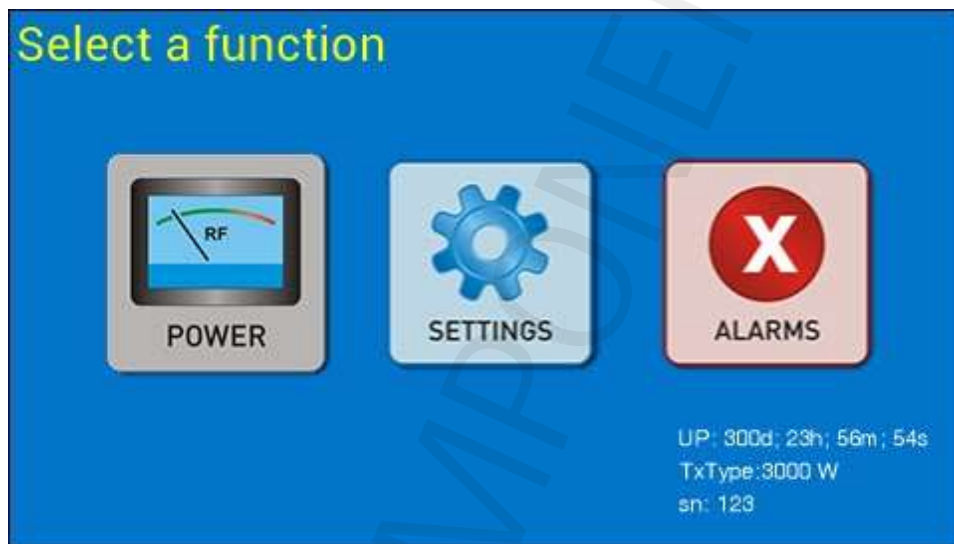 Select a function
RF
POWER
SETTINGS
X
ALARMS
UP: 300d; 23h; 56m; 54s
TxType:3000 W
sn: 123